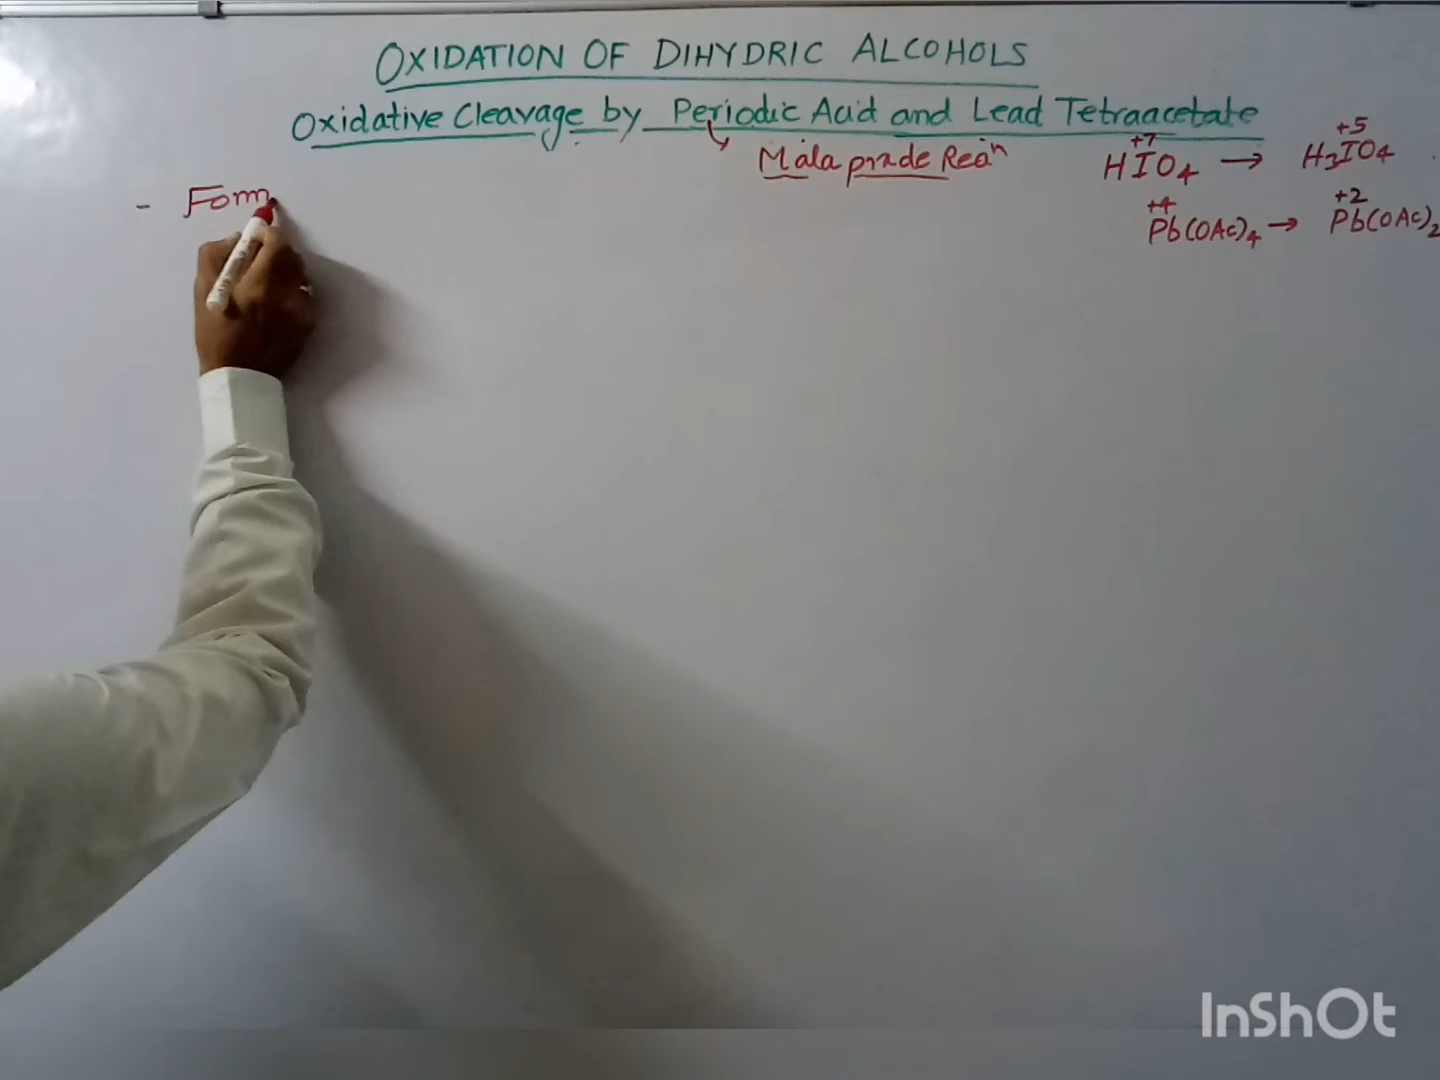 OXIDATION OF DIHYDRIC ALCOHOLS
Oxidative Cleavage by Periodic Acid and Lead Tetraacetate
Malaprade Reaⁿ
+7 +5
HIO₄ → H₃IO₄
- Form
+4 +2
Pb(OAc)₄ → Pb(OAc)₂
InShOt